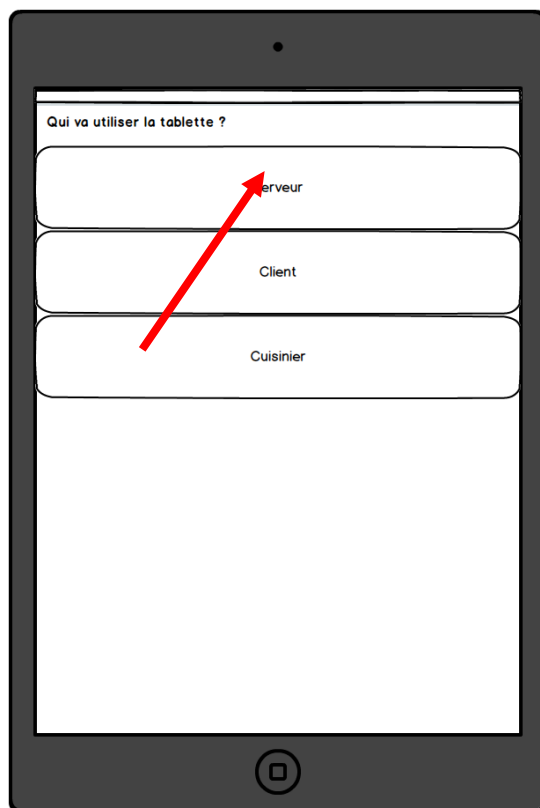 Qui va utiliser la tablette ?
erveur
Client
Cuisinier